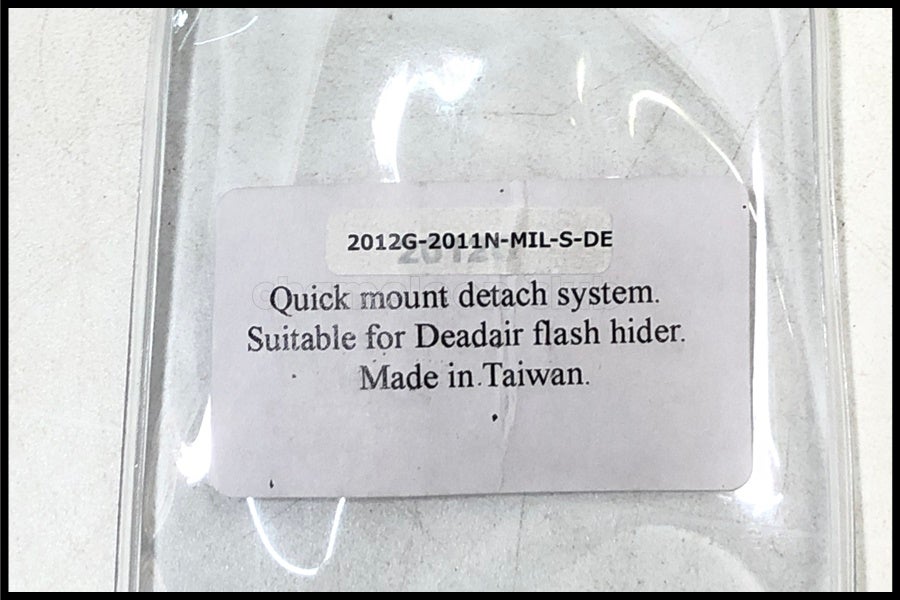 2012G-2011N-MIL-S-DE
Quick mount detach system.
Suitable for Deadair flash hider.
Made in Taiwan.